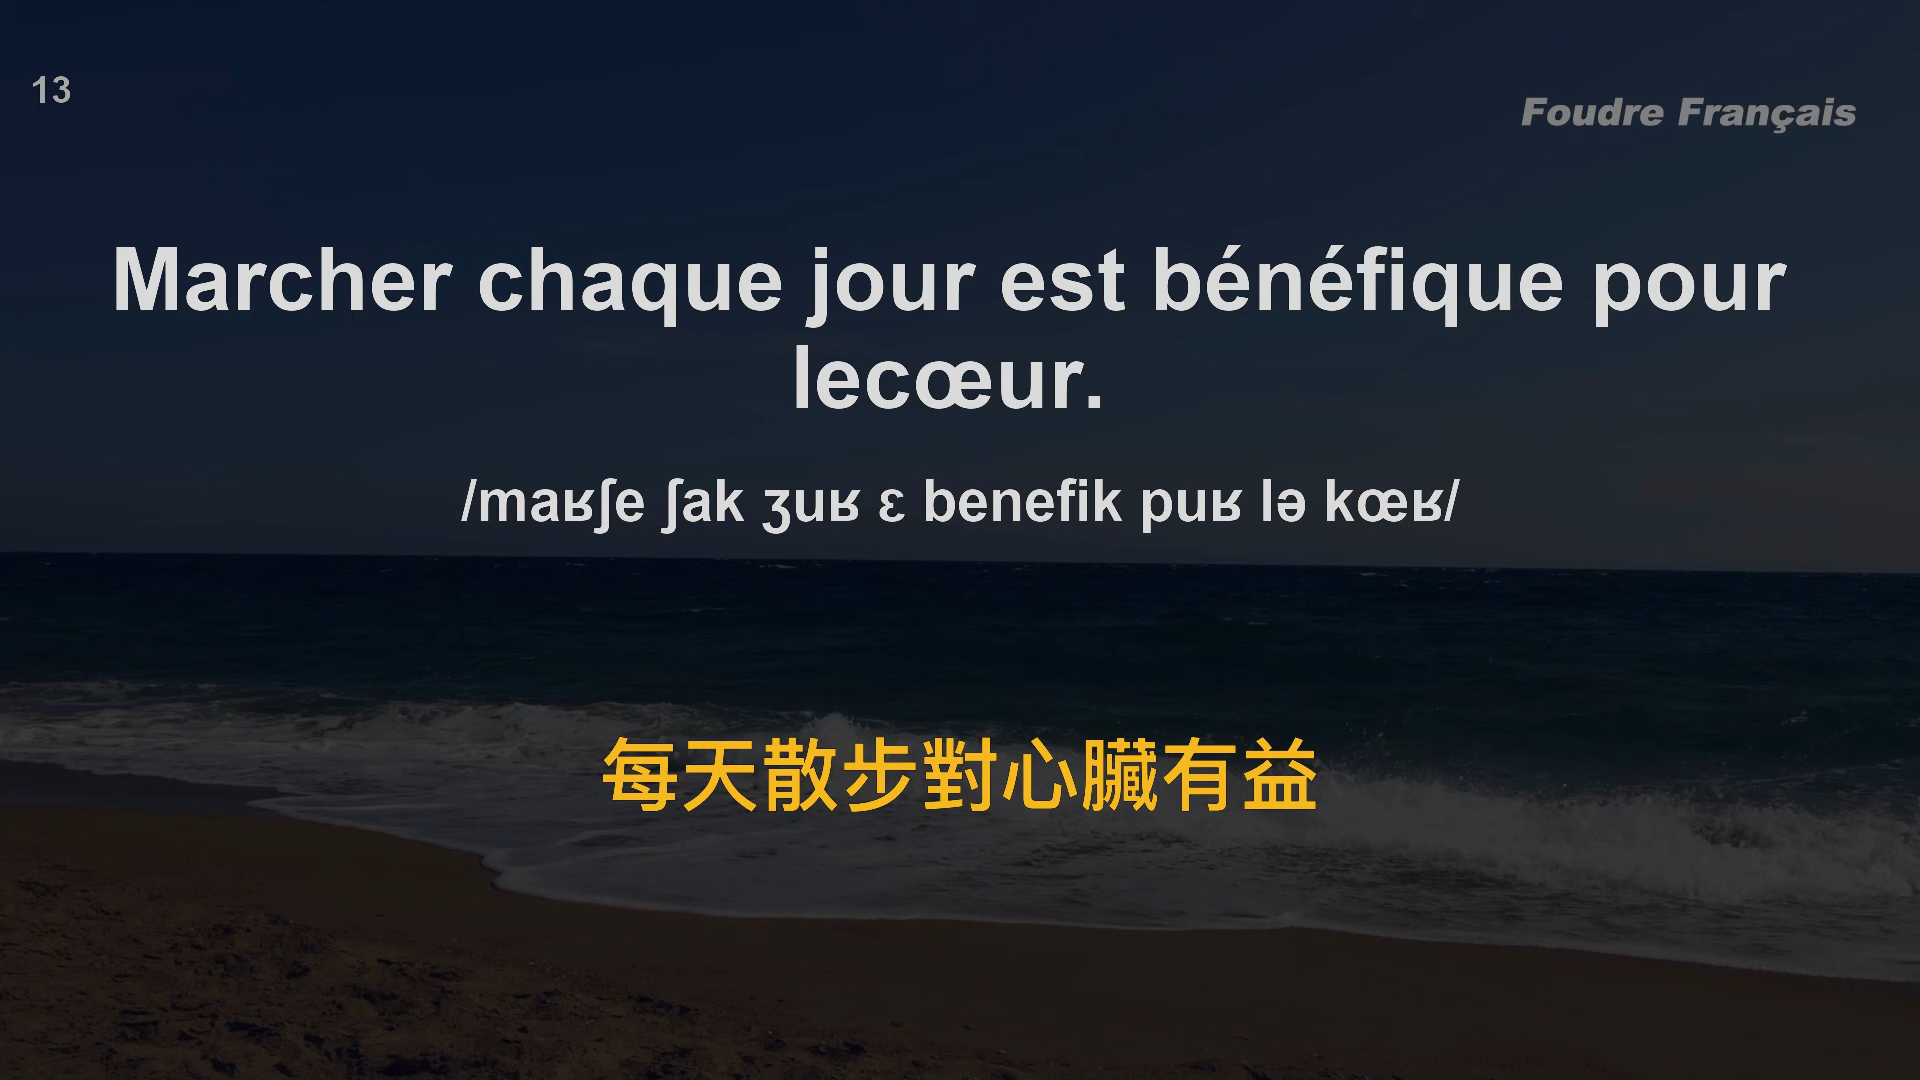 13
Foudre Français
Marcher chaque jour est bénéfique pour
lecœur.
/maʁʃe ʃak ʒuʁ ɛ benefik puʁ lə kœʁ/
每天散步對心臟有益